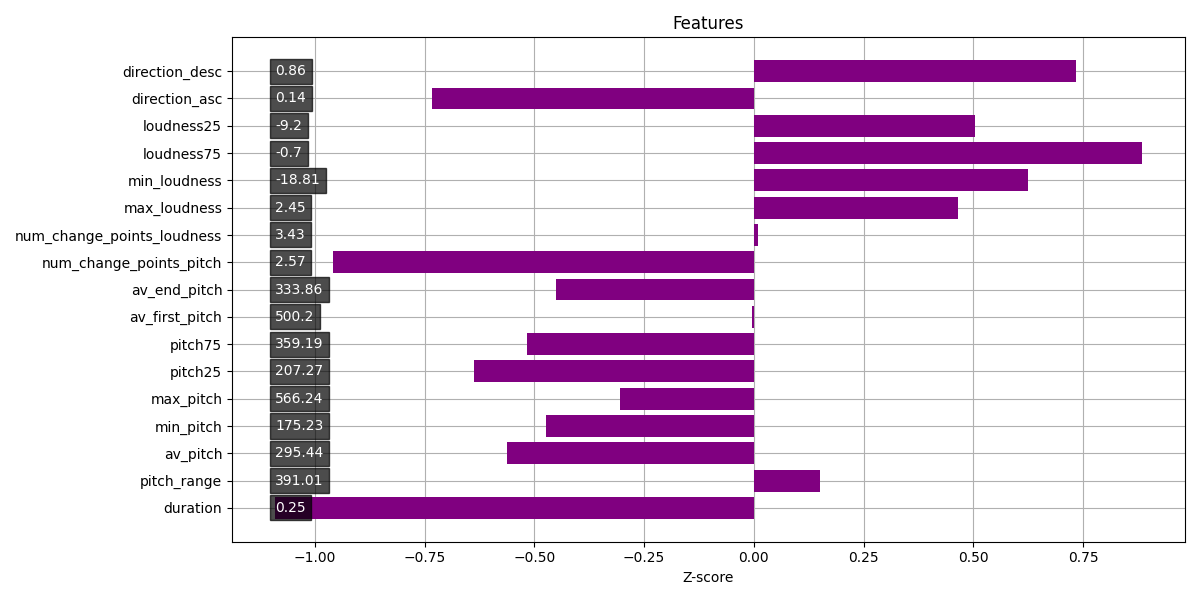 Features
direction_desc 0.86
direction_asc 0.14
loudness25 -9.2
loudness75 -0.7
min_loudness -18.81
max_loudness 2.45
num_change_points_loudness 3.43
num_change_points_pitch 2.57
av_end_pitch 333.86
av_first_pitch 500.2
pitch75 359.19
pitch25 207.27
max_pitch 566.24
min_pitch 175.23
av_pitch 295.44
pitch_range 391.01
duration 0.25
−1.00 −0.75 −0.50 −0.25 0.00 0.25 0.50 0.75
Z-score